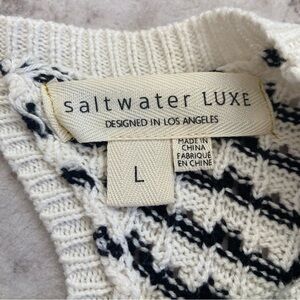 saltwater LUXE
DESIGNED IN LOS ANGELES
L
MADE IN
CHINA
FABRIQUÉ
EN CHINE